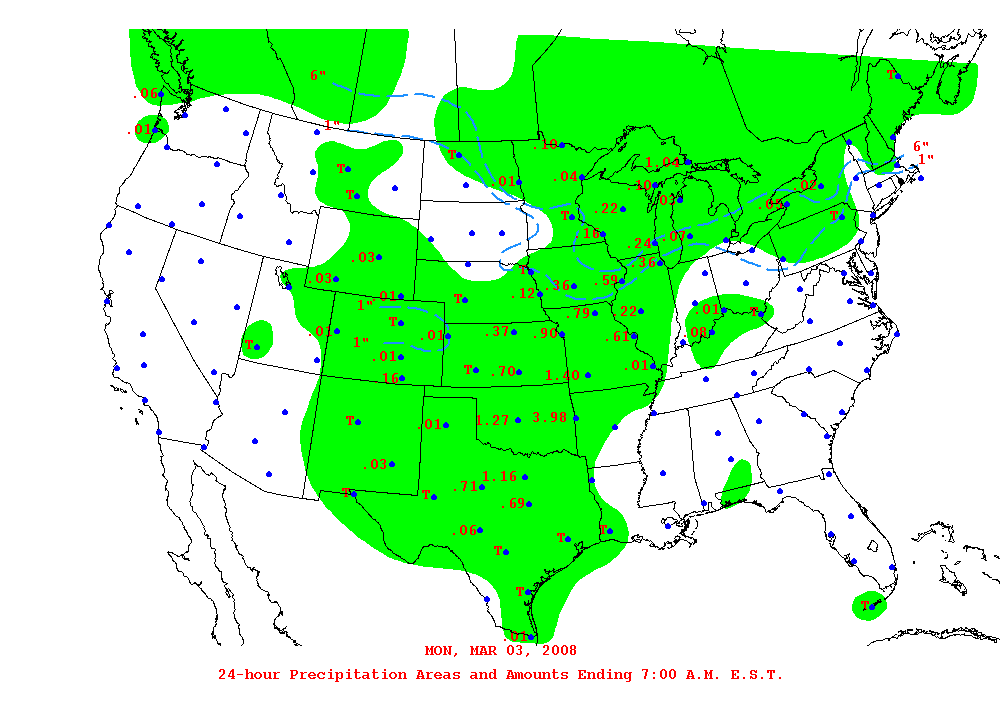 6"
T
.06
.01 1"
6"
1"
.10
T
1.04
T
T
.01
.04
.10
.02
.03
.05
T
.22
T
.16
.24 .07
.03
.36
T
.03
.36
.59
.01
T
.12
1"
.01
T
T
.79
.22
.01
.01
.37
.90
.61
.08
1"
T
.01
T
.70
1.40
.01
.16
T
.01
1.27
3.98
.03
1.16
T
T
.71
.69
.06
T
T
T
T
T
.01
MON, MAR 03, 2008
24-hour Precipitation Areas and Amounts Ending 7:00 A.M. E.S.T.